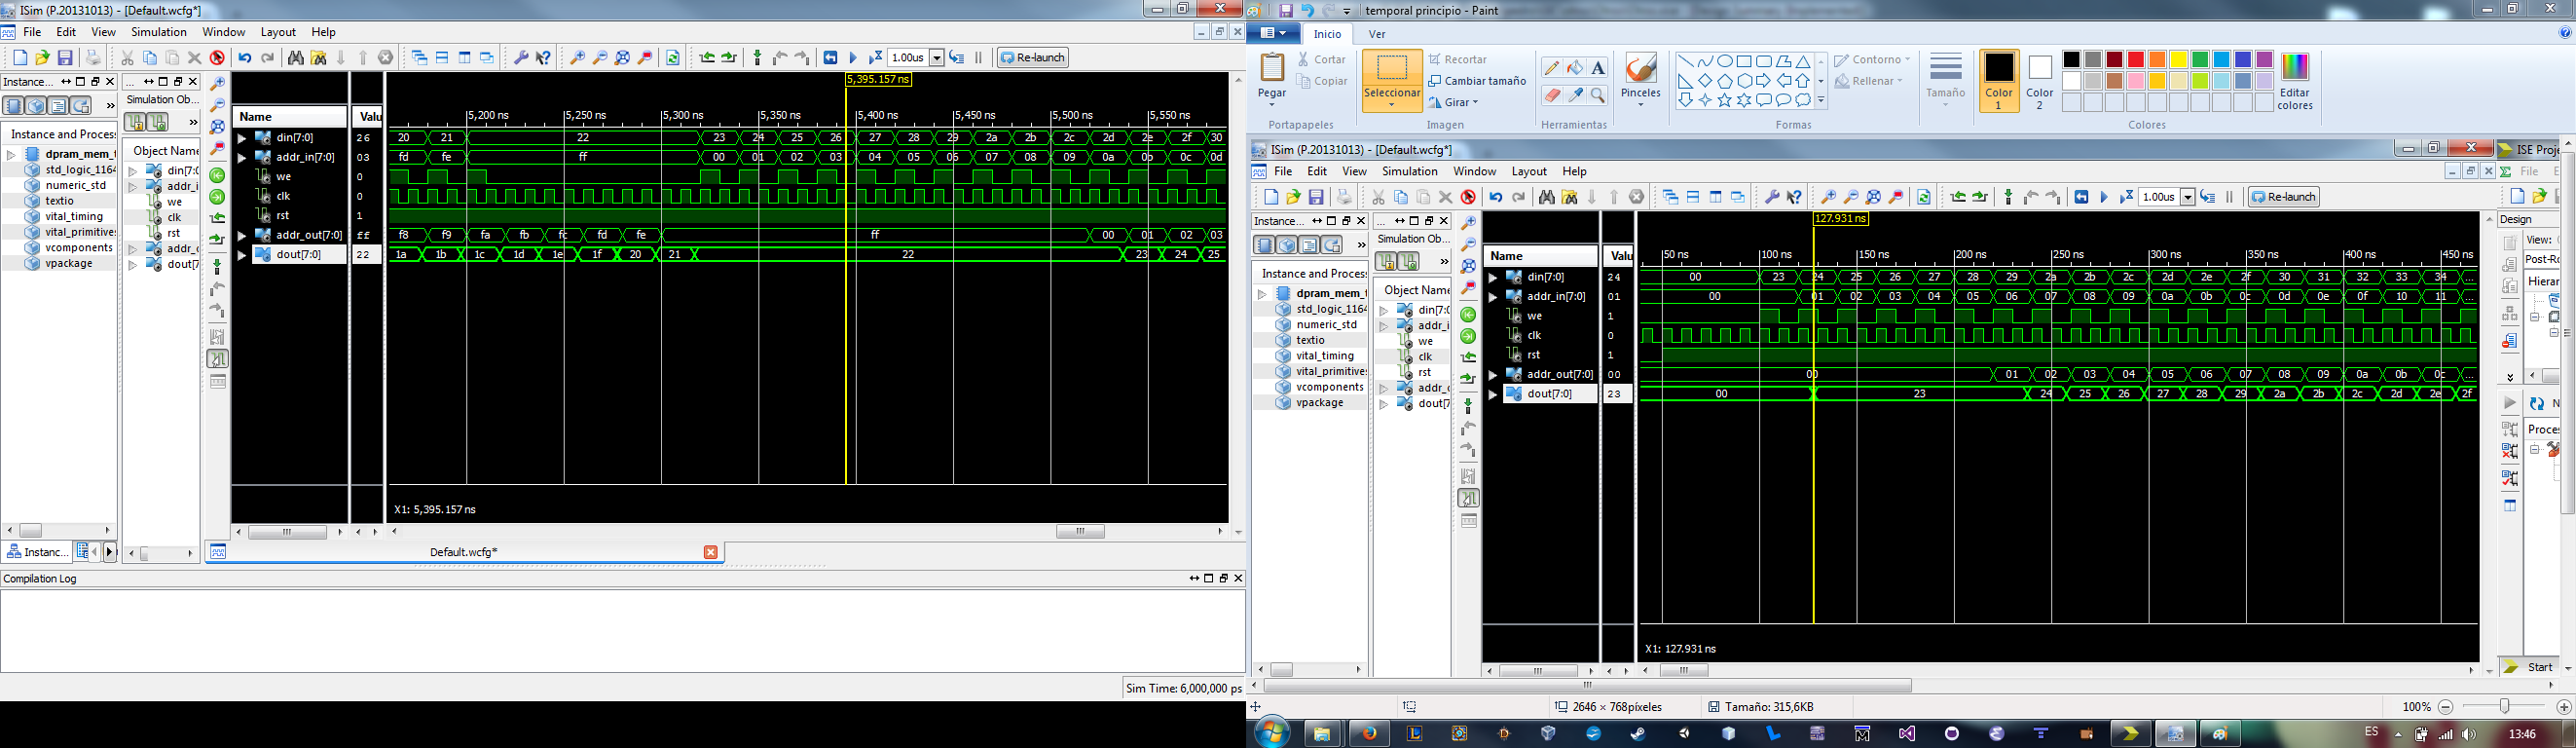 ISim (P.20131013) - [Default.wcfg*]
File Edit View Simulation Window Layout Help
1.00us Re-launch
Instance... ...
Simulation Ob
Instance and Process
dpram_mem_t
std_logic_1164
numeric_std
textio
vital_timing
vital_primitives
vcomponents
vpackage
Object Name
din[7:0
addr_i
we
clk
rst
addr_o
dout[7
Name Valu
din[7:0] 26
addr_in[7:0] 03
we 0
clk 0
rst 1
addr_out[7:0] ff
dout[7:0] 22
5,395.157 ns
5,200 ns 5,250 ns 5,300 ns 5,350 ns 5,400 ns 5,450 ns 5,500 ns 5,550 ns
20 21 22 23 24 25 26 27 28 29 2a 2b 2c 2d 2e 2f 30
fd fe ff 00 01 02 03 04 05 06 07 08 09 0a 0b 0c 0d
f8 f9 fa fb fc fd fe ff 00 01 02 03
1a 1b 1c 1d 1e 1f 20 21 22 23 24 25
X1: 5,395.157 ns
Instanc...
Default.wcfg*
Compilation Log
Sim Time: 6,000,000 ps
temporal principio - Paint
Inicio Ver
Pegar
Cortar
Copiar
Portapapeles
Seleccionar
Recortar
Cambiar tamaño
Girar
Imagen
Herramientas
Pinceles
Contorno
Rellenar
Formas
Tamaño
Color 1
Color 2
Editar colores
Colores
ISim (P.20131013) - [Default.wcfg*]
File Edit View Simulation Window Layout Help
1.00us Re-launch
Instance... ...
Simulation Ob
Instance and Process
dpram_mem_t
std_logic_1164
numeric_std
textio
vital_timing
vital_primitives
vcomponents
vpackage
Object Name
din[7:0
addr_i
we
clk
rst
addr_o
dout[7
Name Valu
din[7:0] 24
addr_in[7:0] 01
we 1
clk 0
rst 1
addr_out[7:0] 00
dout[7:0] 23
127.931 ns
50 ns 100 ns 150 ns 200 ns 250 ns 300 ns 350 ns 400 ns 450 ns
00 23 24 25 26 27 28 29 2a 2b 2c 2d 2e 2f 30 31 32 33 34 ...
00 01 02 03 04 05 06 07 08 09 0a 0b 0c 0d 0e 0f 10 11 ...
00 01 02 03 04 05 06 07 08 09 0a 0b 0c ...
00 23 24 25 26 27 28 29 2a 2b 2c 2d 2e 2f
X1: 127.931 ns
ISE Proje
File E
Design
View:
Post-Ro
Hierar
N
Proces
Start
2646 × 768píxeles
Tamaño: 315,6KB
100%
ES
13:46